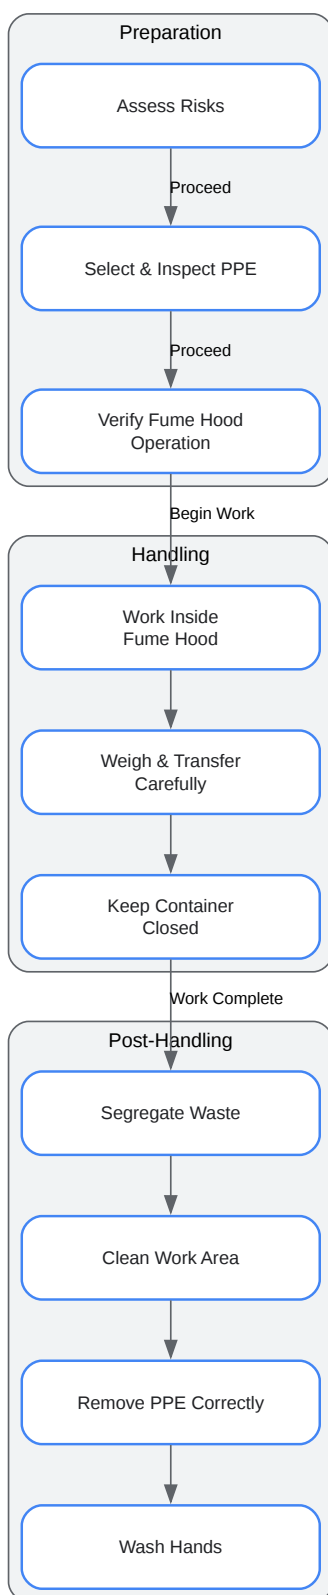 Preparation
Assess Risks
Proceed
Select & Inspect PPE
Proceed
Verify Fume Hood
Operation
Begin Work
Handling
Work Inside
Fume Hood
Weigh & Transfer
Carefully
Keep Container
Closed
Work Complete
Post-Handling
Segregate Waste
Clean Work Area
Remove PPE Correctly
Wash Hands